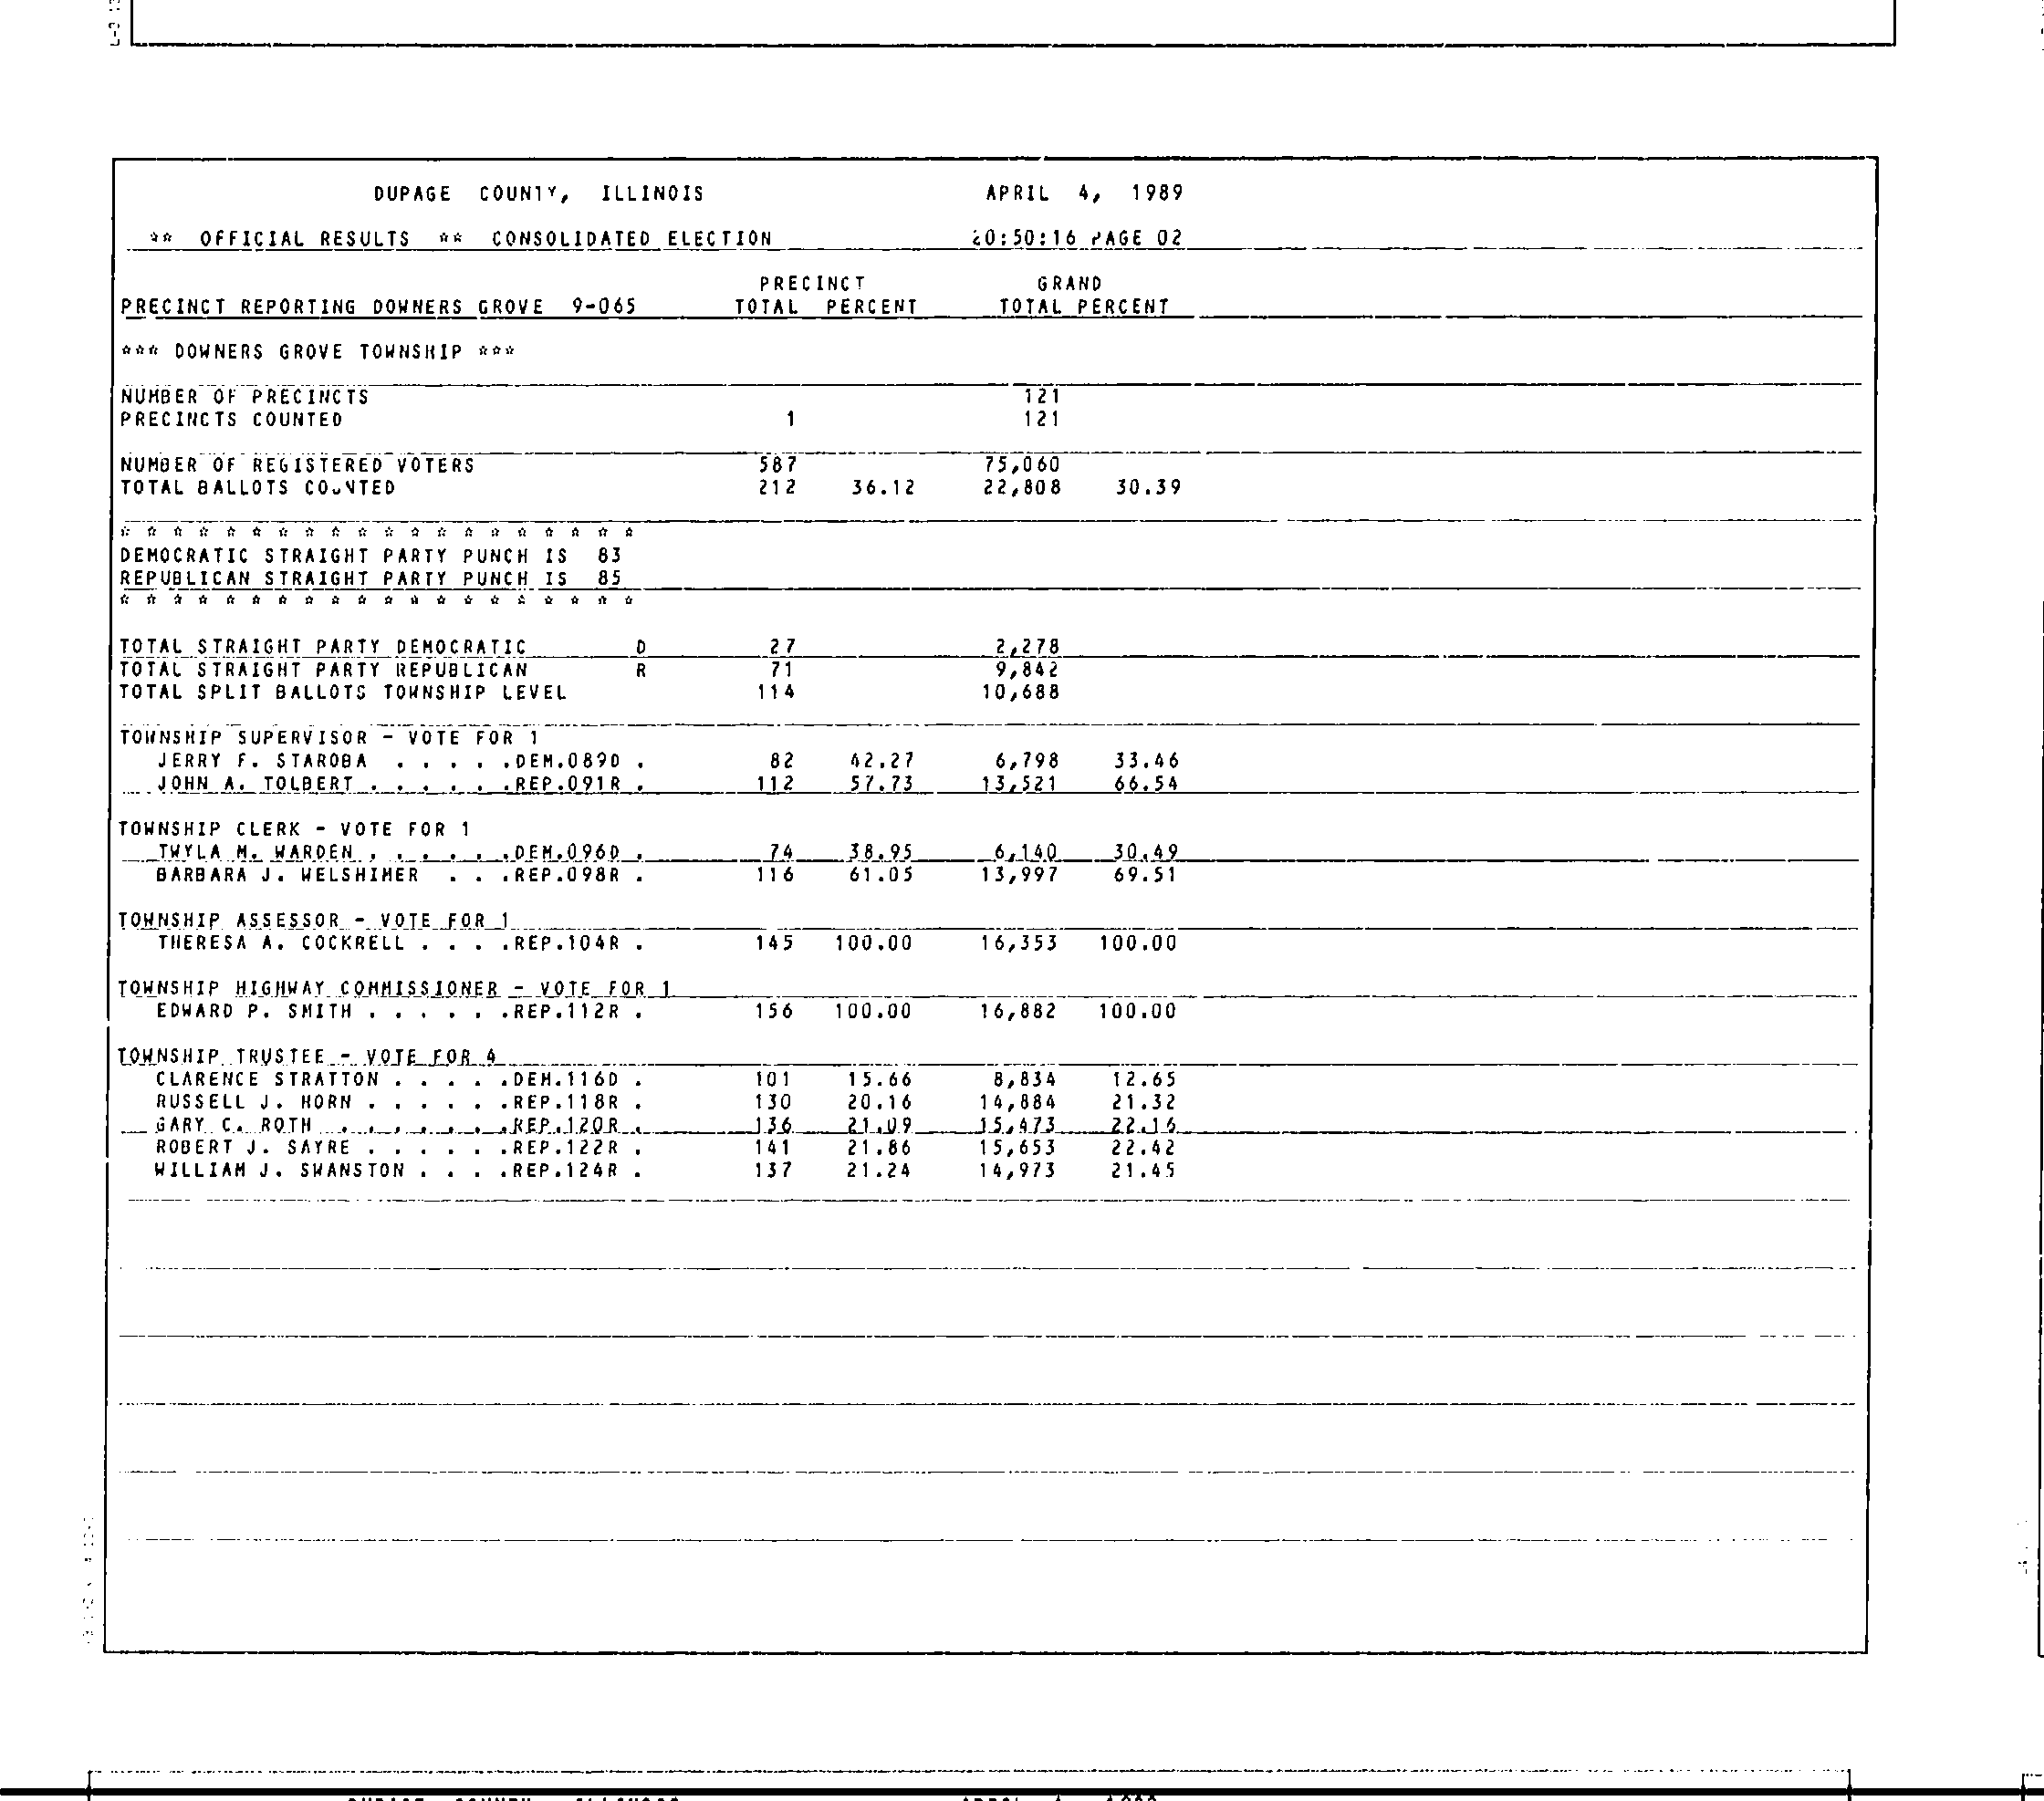 DUPAGE COUNTY, ILLINOIS APRIL 4, 1989
** OFFICIAL RESULTS ** CONSOLIDATED ELECTION 20:50:16 PAGE 02
PRECINCT GRAND
PRECINCT REPORTING DOWNERS GROVE 9-065 TOTAL PERCENT TOTAL PERCENT
*** DOWNERS GROVE TOWNSHIP ***
NUMBER OF PRECINCTS 121
PRECINCTS COUNTED 1 121
NUMBER OF REGISTERED VOTERS 587 75,060
TOTAL BALLOTS COUNTED 212 36.12 22,808 30.39
* * * * * * * * * * * * * * * * * * * *
DEMOCRATIC STRAIGHT PARTY PUNCH IS 83
REPUBLICAN STRAIGHT PARTY PUNCH IS 85
* * * * * * * * * * * * * * * * * * * *
TOTAL STRAIGHT PARTY DEMOCRATIC D 27 2,278
TOTAL STRAIGHT PARTY REPUBLICAN R 71 9,842
TOTAL SPLIT BALLOTS TOWNSHIP LEVEL 114 10,688
TOWNSHIP SUPERVISOR - VOTE FOR 1
JERRY F. STAROBA . . . . .DEM.089D . 82 42.27 6,798 33.46
JOHN A. TOLBERT . . . . . .REP.091R . 112 57.73 13,521 66.54
TOWNSHIP CLERK - VOTE FOR 1
TWYLA M. WARDEN . . . . . .DEM.096D . 74 38.95 6,140 30.49
BARBARA J. WELSHIMER . . .REP.098R . 116 61.05 13,997 69.51
TOWNSHIP ASSESSOR - VOTE FOR 1
THERESA A. COCKRELL . . . .REP.104R . 145 100.00 16,353 100.00
TOWNSHIP HIGHWAY COMMISSIONER - VOTE FOR 1
EDWARD P. SMITH . . . . . .REP.112R . 156 100.00 16,882 100.00
TOWNSHIP TRUSTEE - VOTE FOR 4
CLARENCE STRATTON . . . . .DEM.116D . 101 15.66 8,834 12.65
RUSSELL J. HORN . . . . . .REP.118R . 130 20.16 14,884 21.32
GARY C. ROTH . . . . . . .REP.120R . 136 21.09 15,473 22.16
ROBERT J. SAYRE . . . . . .REP.122R . 141 21.86 15,653 22.42
WILLIAM J. SWANSTON . . . .REP.124R . 137 21.24 14,973 21.45